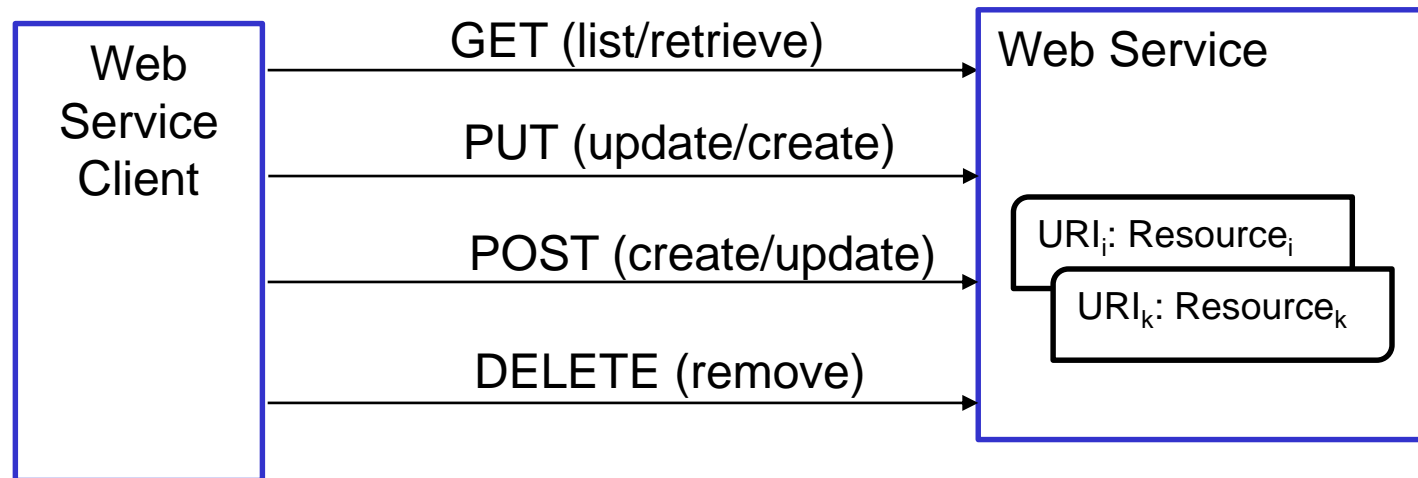 Web
Service
Client
GET (list/retrieve)
PUT (update/create)
POST (create/update)
DELETE (remove)
Web Service
URIᵢ: Resourceᵢ
URIₖ: Resourceₖ